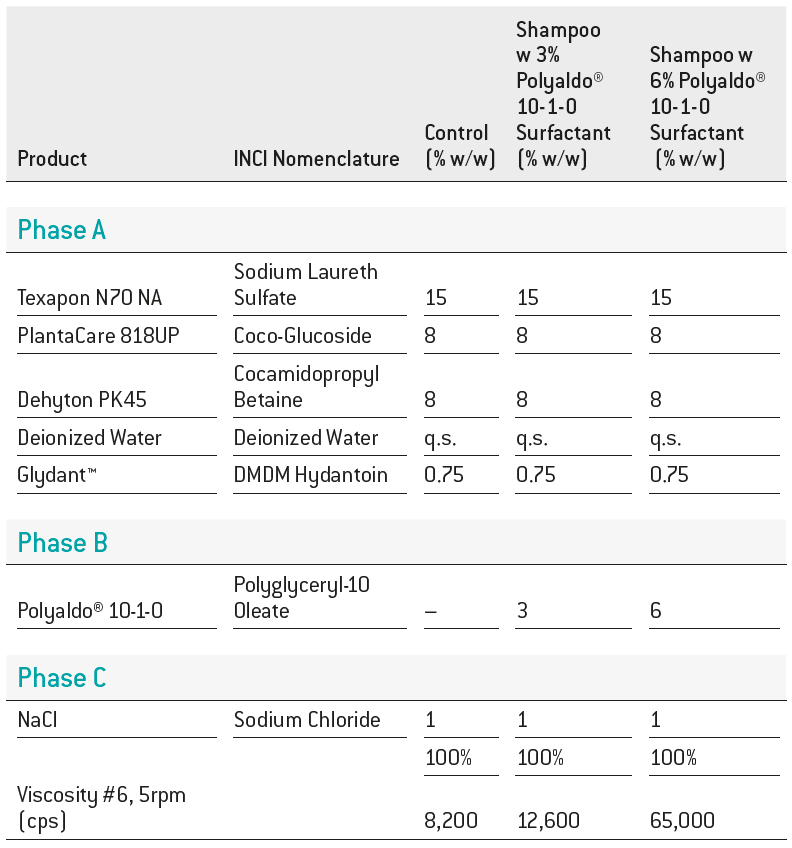 Product INCI Nomenclature Control (% w/w) Shampoo w 3% Polyaldo® 10-1-0 Surfactant (% w/w) Shampoo w 6% Polyaldo® 10-1-0 Surfactant (% w/w)
Phase A
Texapon N70 NA Sodium Laureth Sulfate 15 15 15
PlantaCare 818UP Coco-Glucoside 8 8 8
Dehyton PK45 Cocamidopropyl Betaine 8 8 8
Deionized Water Deionized Water q.s. q.s. q.s.
Glydant™ DMDM Hydantoin 0.75 0.75 0.75
Phase B
Polyaldo® 10-1-0 Polyglyceryl-10 Oleate – 3 6
Phase C
NaCl Sodium Chloride 1 1 1
100% 100% 100%
Viscosity #6, 5rpm (cps) 8,200 12,600 65,000